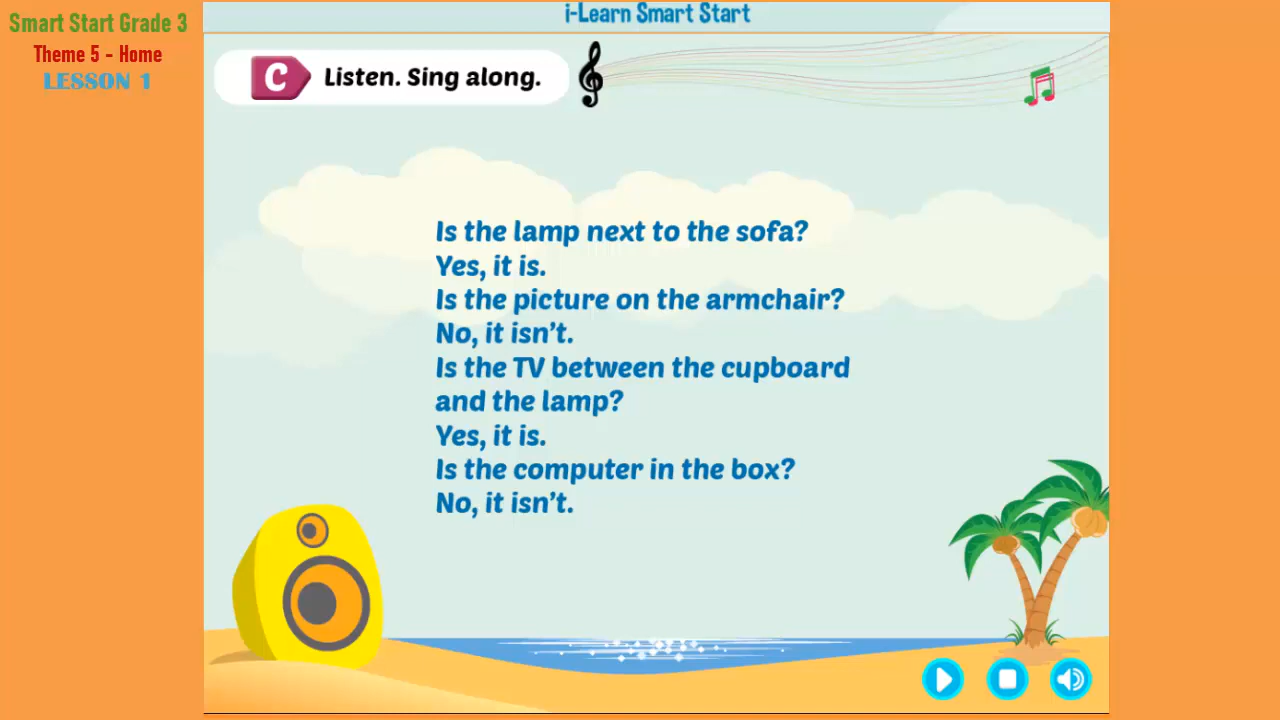 Smart Start Grade 3
Theme 5 - Home
LESSON 1
i-Learn Smart Start
C Listen. Sing along.
Is the lamp next to the sofa?
Yes, it is.
Is the picture on the armchair?
No, it isn't.
Is the TV between the cupboard
and the lamp?
Yes, it is.
Is the computer in the box?
No, it isn't.